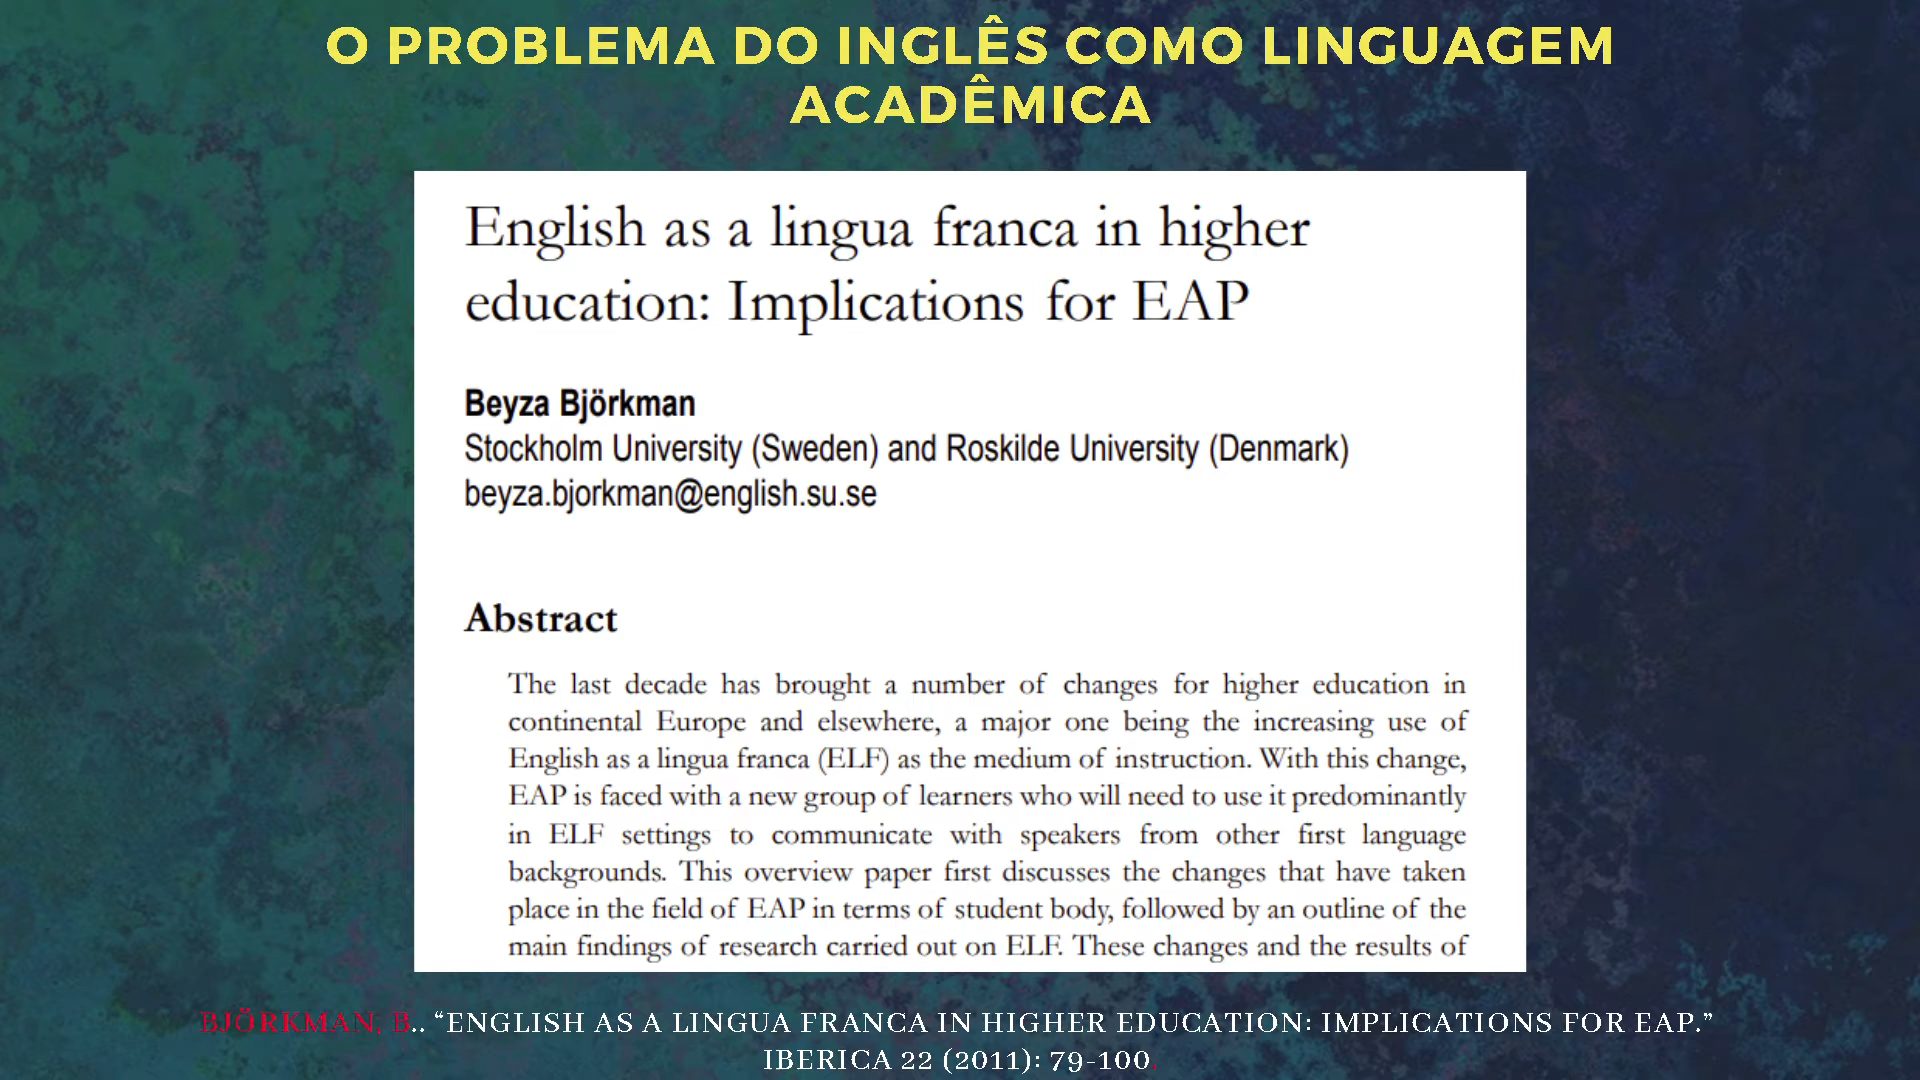 O PROBLEMA DO INGLÊS COMO LINGUAGEM
ACADÊMICA
English as a lingua franca in higher
education: Implications for EAP
Beyza Björkman
Stockholm University (Sweden) and Roskilde University (Denmark)
beyza.bjorkman@english.su.se
Abstract
The last decade has brought a number of changes for higher education in
continental Europe and elsewhere, a major one being the increasing use of
English as a lingua franca (ELF) as the medium of instruction. With this change,
EAP is faced with a new group of learners who will need to use it predominantly
in ELF settings to communicate with speakers from other first language
backgrounds. This overview paper first discusses the changes that have taken
place in the field of EAP in terms of student body, followed by an outline of the
main findings of research carried out on ELF. These changes and the results of
BJÖRKMAN, B.. “ENGLISH AS A LINGUA FRANCA IN HIGHER EDUCATION: IMPLICATIONS FOR EAP.”
IBERICA 22 (2011): 79-100.